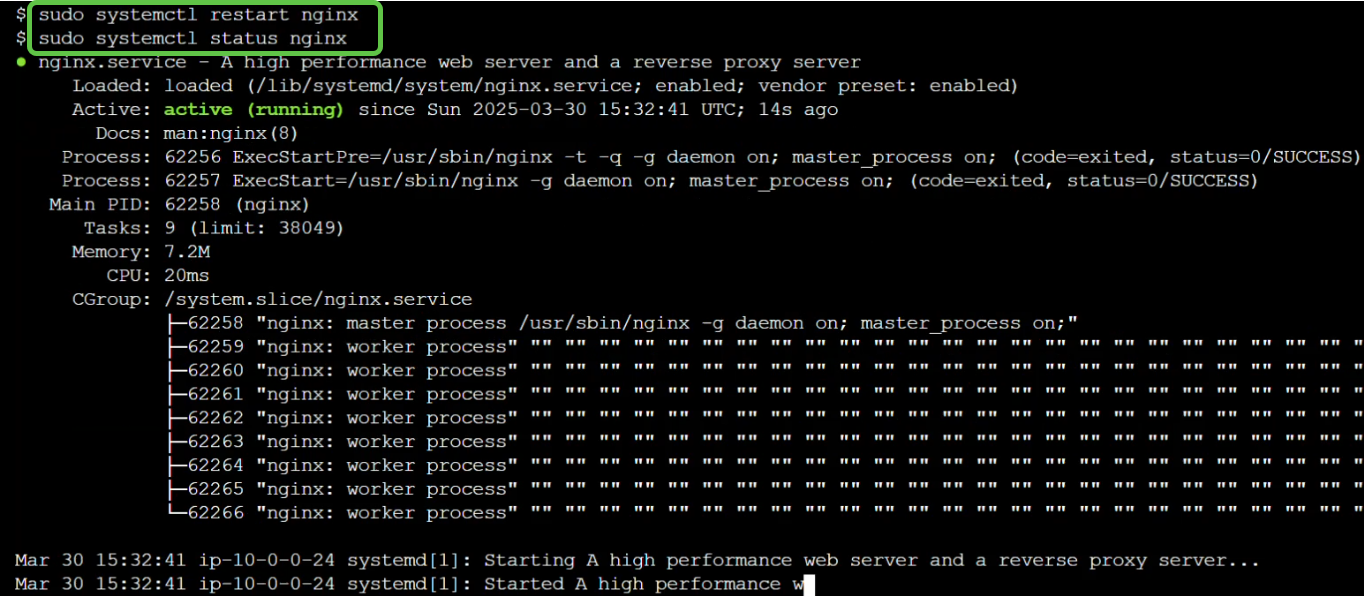 $ sudo systemctl restart nginx
$ sudo systemctl status nginx
● nginx.service - A high performance web server and a reverse proxy server
Loaded: loaded (/lib/systemd/system/nginx.service; enabled; vendor preset: enabled)
Active: active (running) since Sun 2025-03-30 15:32:41 UTC; 14s ago
Docs: man:nginx(8)
Process: 62256 ExecStartPre=/usr/sbin/nginx -t -q -g daemon on; master_process on; (code=exited, status=0/SUCCESS)
Process: 62257 ExecStart=/usr/sbin/nginx -g daemon on; master_process on; (code=exited, status=0/SUCCESS)
Main PID: 62258 (nginx)
Tasks: 9 (limit: 38049)
Memory: 7.2M
CPU: 20ms
CGroup: /system.slice/nginx.service
├─62258 "nginx: master process /usr/sbin/nginx -g daemon on; master_process on;"
├─62259 "nginx: worker process" "" "" "" "" "" "" "" "" "" "" "" "" "" "" "" "" "" "" "" "" "" "" "" "" "
├─62260 "nginx: worker process" "" "" "" "" "" "" "" "" "" "" "" "" "" "" "" "" "" "" "" "" "" "" "" "" "
├─62261 "nginx: worker process" "" "" "" "" "" "" "" "" "" "" "" "" "" "" "" "" "" "" "" "" "" "" "" "" "
├─62262 "nginx: worker process" "" "" "" "" "" "" "" "" "" "" "" "" "" "" "" "" "" "" "" "" "" "" "" "" "
├─62263 "nginx: worker process" "" "" "" "" "" "" "" "" "" "" "" "" "" "" "" "" "" "" "" "" "" "" "" "" "
├─62264 "nginx: worker process" "" "" "" "" "" "" "" "" "" "" "" "" "" "" "" "" "" "" "" "" "" "" "" "" "
├─62265 "nginx: worker process" "" "" "" "" "" "" "" "" "" "" "" "" "" "" "" "" "" "" "" "" "" "" "" "" "
└─62266 "nginx: worker process" "" "" "" "" "" "" "" "" "" "" "" "" "" "" "" "" "" "" "" "" "" "" "" "" "
Mar 30 15:32:41 ip-10-0-0-24 systemd[1]: Starting A high performance web server and a reverse proxy server...
Mar 30 15:32:41 ip-10-0-0-24 systemd[1]: Started A high performance w